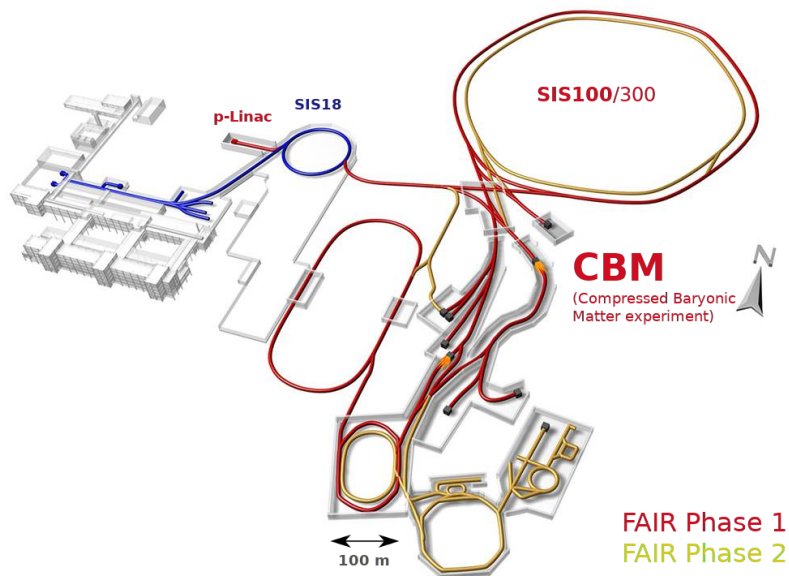 SIS18
p-Linac
SIS100/300
N
CBM
(Compressed Baryonic
Matter experiment)
100 m
FAIR Phase 1
FAIR Phase 2